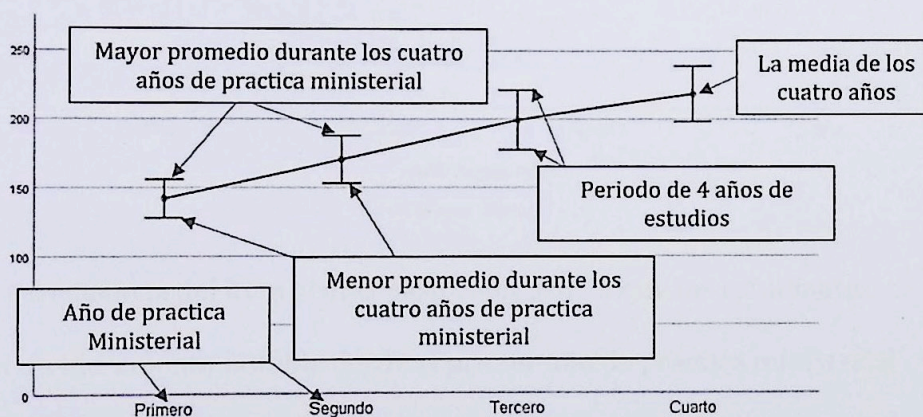 250
200
150
100
0
Mayor promedio durante los cuatro
años de practica ministerial
La media de los
cuatro años
Periodo de 4 años de
estudios
Menor promedio durante los
cuatro años de practica
ministerial
Año de practica
Ministerial
Primero
Segundo
Tercero
Cuarto